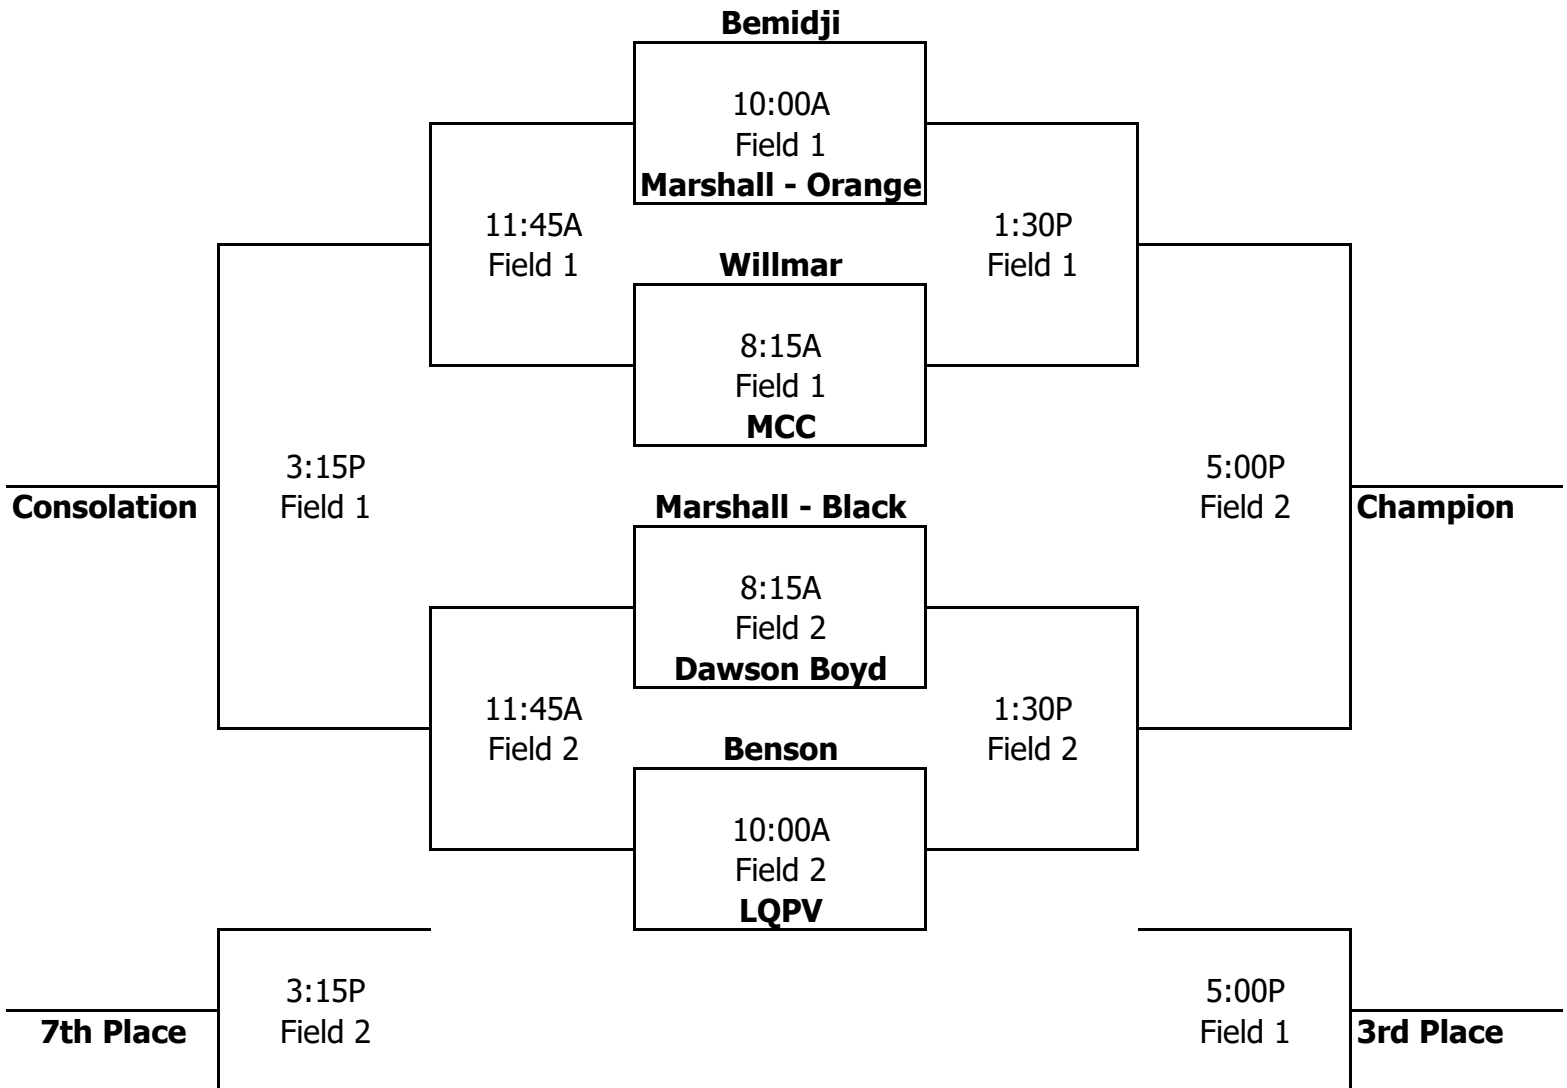 Bemidji
10:00A
Field 1
Marshall - Orange
11:45A
Field 1
1:30P
Field 1
Willmar
8:15A
Field 1
MCC
3:15P
Field 1
Consolation
5:00P
Field 2
Champion
Marshall - Black
8:15A
Field 2
Dawson Boyd
11:45A
Field 2
1:30P
Field 2
Benson
10:00A
Field 2
LQPV
3:15P
Field 2
7th Place
5:00P
Field 1
3rd Place